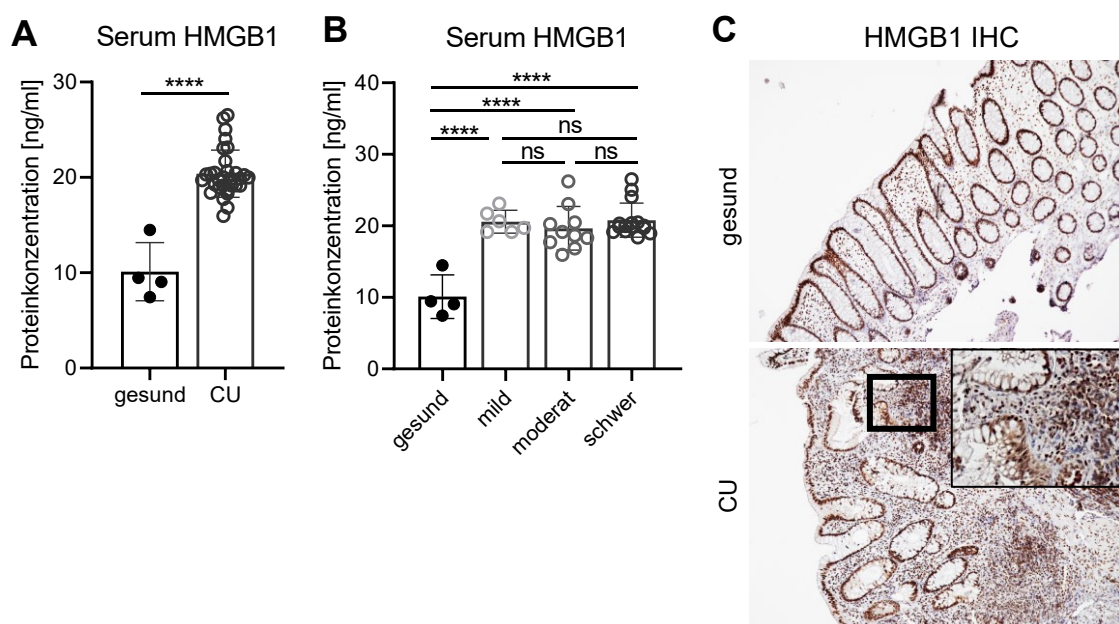 A
Serum HMGB1
Proteinkonzentration [ng/ml]
30
20
10
0
****
gesund
CU
B
Serum HMGB1
Proteinkonzentration [ng/ml]
40
30
20
10
0
****
****
****
ns
ns
ns
gesund
mild
moderat
schwer
C
HMGB1 IHC
gesund
CU